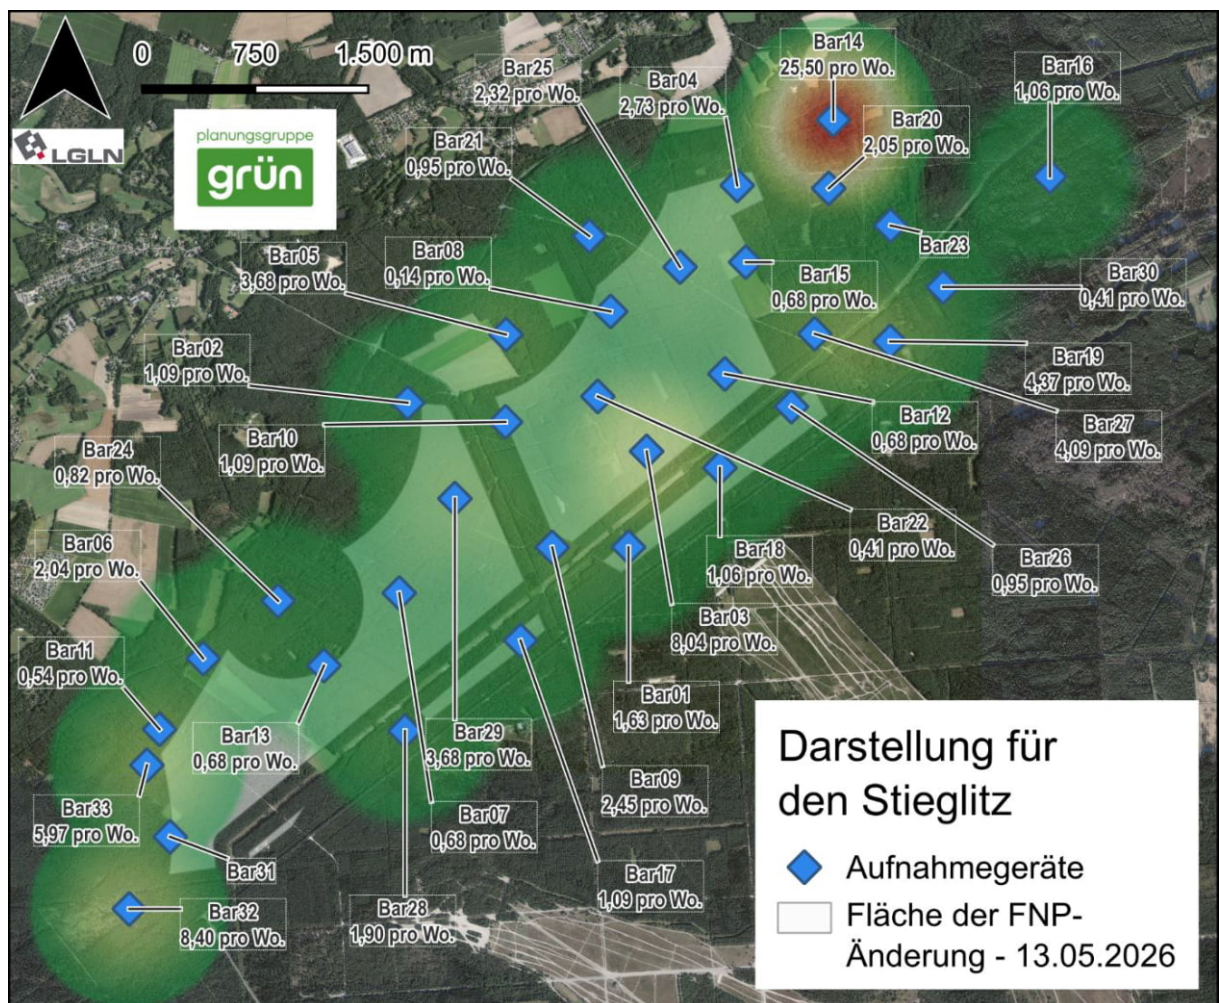 0 750 1.500 m
LGLN
planungsgruppe
grün
Bar25
2,32 pro Wo.
Bar04
2,73 pro Wo.
Bar14
25,50 pro Wo.
Bar16
1,06 pro Wo.
Bar20
2,05 pro Wo.
Bar21
0,95 pro Wo.
Bar05
3,68 pro Wo.
Bar08
0,14 pro Wo.
Bar23
Bar15
0,68 pro Wo.
Bar30
0,41 pro Wo.
Bar02
1,09 pro Wo.
Bar19
4,37 pro Wo.
Bar10
1,09 pro Wo.
Bar12
0,68 pro Wo.
Bar27
4,09 pro Wo.
Bar24
0,82 pro Wo.
Bar22
0,41 pro Wo.
Bar06
2,04 pro Wo.
Bar18
1,06 pro Wo.
Bar26
0,95 pro Wo.
Bar03
8,04 pro Wo.
Bar11
0,54 pro Wo.
Bar01
1,63 pro Wo.
Bar13
0,68 pro Wo.
Bar29
3,68 pro Wo.
Bar09
2,45 pro Wo.
Bar33
5,97 pro Wo.
Bar07
0,68 pro Wo.
Bar31
Bar17
1,09 pro Wo.
Bar32
8,40 pro Wo.
Bar28
1,90 pro Wo.
Darstellung für
den Stieglitz
Aufnahmegeräte
Fläche der FNP-
Änderung - 13.05.2026